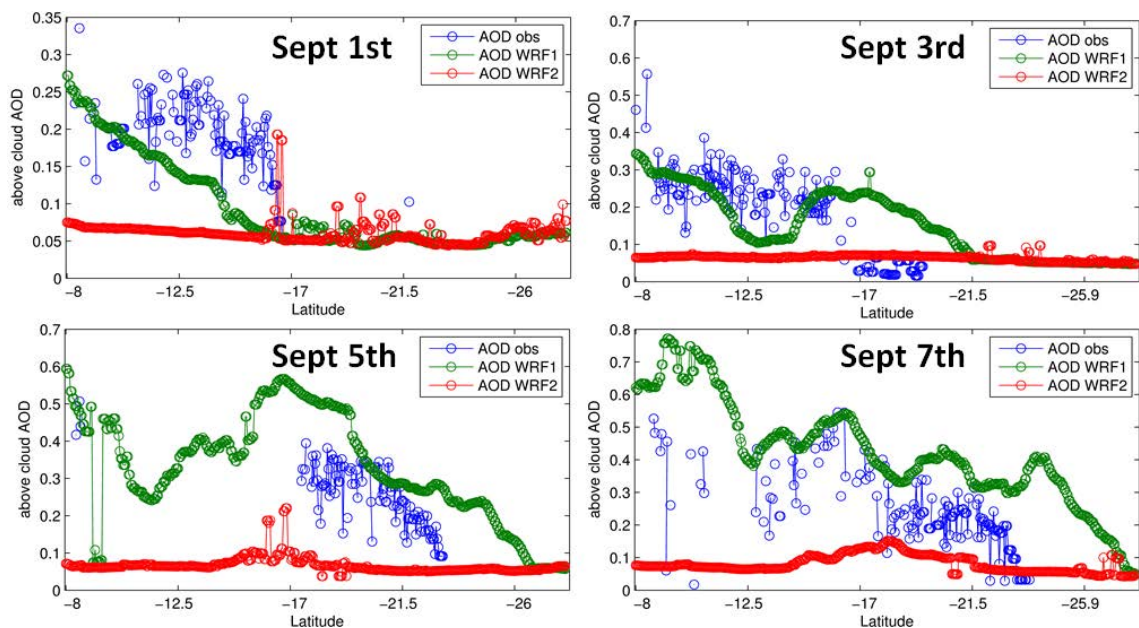 Sept 1st
AOD obs
AOD WRF1
AOD WRF2
above cloud AOD
0.35
0.3
0.25
0.2
0.15
0.1
0.05
0
−8
−12.5
−17
−21.5
−26
Latitude
Sept 3rd
AOD obs
AOD WRF1
AOD WRF2
above cloud AOD
0.7
0.6
0.5
0.4
0.3
0.2
0.1
0
−8
−12.5
−17
−21.5
−25.9
Latitude
Sept 5th
AOD obs
AOD WRF1
AOD WRF2
above cloud AOD
0.7
0.6
0.5
0.4
0.3
0.2
0.1
0
−8
−12.5
−17
−21.5
−26
Latitude
Sept 7th
AOD obs
AOD WRF1
AOD WRF2
above cloud AOD
0.8
0.7
0.6
0.5
0.4
0.3
0.2
0.1
0
−8
−12.5
−17
−21.5
−25.9
Latitude